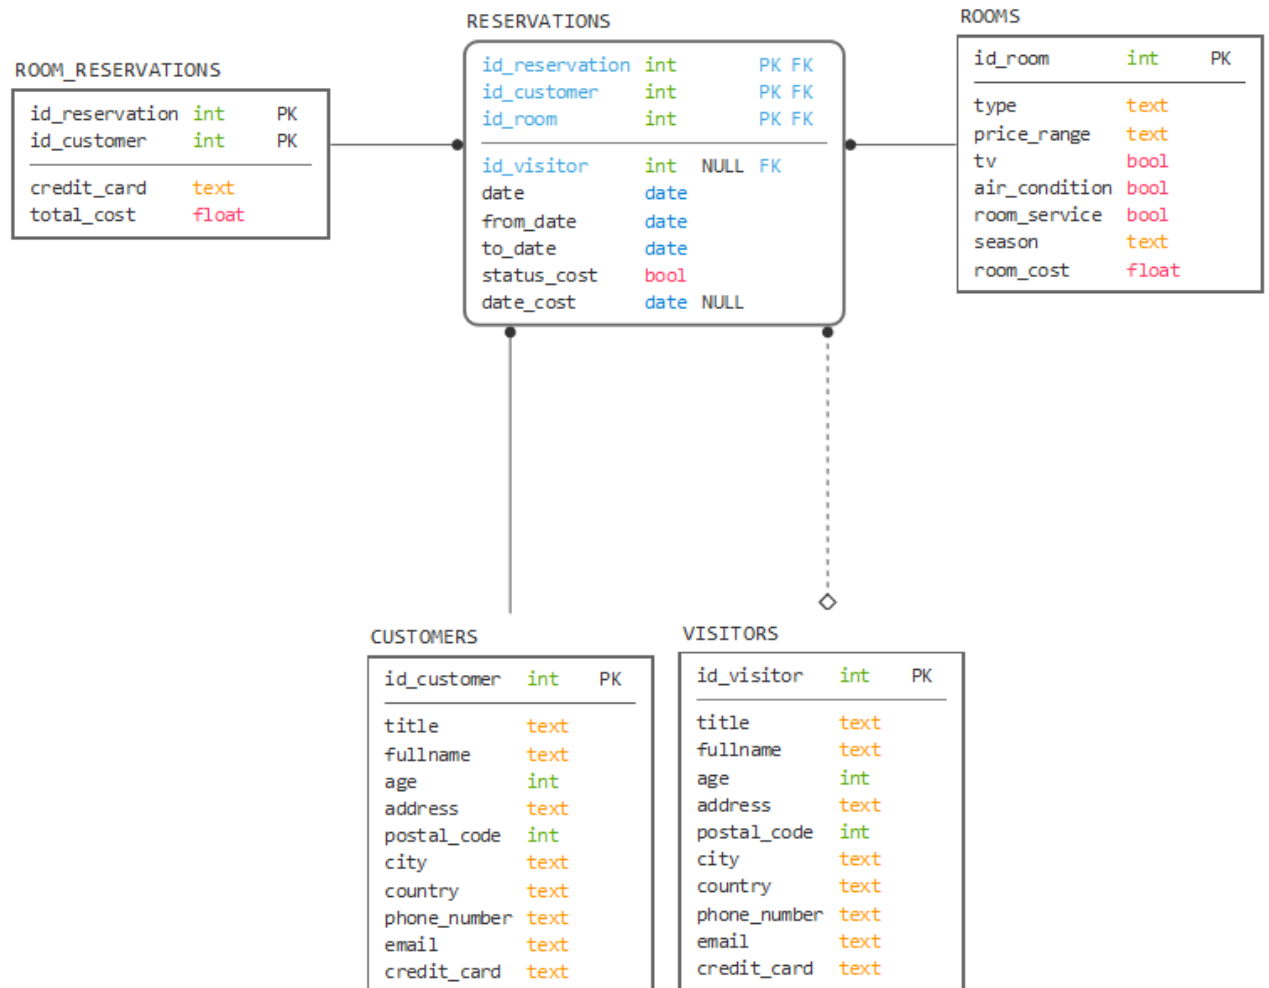 ROOM_RESERVATIONS
id_reservation int PK
id_customer int PK
credit_card text
total_cost float
RESERVATIONS
id_reservation int PK FK
id_customer int PK FK
id_room int PK FK
id_visitor int NULL FK
date date
from_date date
to_date date
status_cost bool
date_cost date NULL
ROOMS
id_room int PK
type text
price_range text
tv bool
air_condition bool
room_service bool
season text
room_cost float
CUSTOMERS
id_customer int PK
title text
fullname text
age int
address text
postal_code int
city text
country text
phone_number text
email text
credit_card text
VISITORS
id_visitor int PK
title text
fullname text
age int
address text
postal_code int
city text
country text
phone_number text
email text
credit_card text